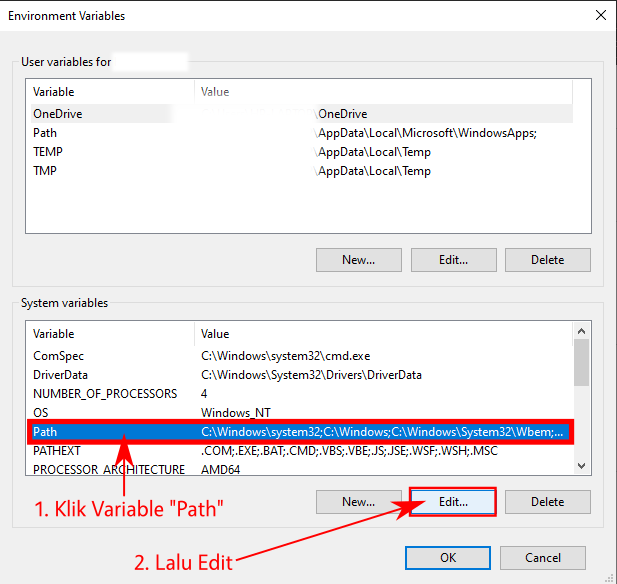 Environment Variables
User variables for
Variable Value
OneDrive \OneDrive
Path \AppData\Local\Microsoft\WindowsApps;
TEMP \AppData\Local\Temp
TMP \AppData\Local\Temp
New... Edit... Delete
System variables
Variable Value
ComSpec C:\Windows\system32\cmd.exe
DriverData C:\Windows\System32\Drivers\DriverData
NUMBER_OF_PROCESSORS 4
OS Windows_NT
Path C:\Windows\system32;C:\Windows;C:\Windows\System32\Wbem;...
PATHEXT .COM;.EXE;.BAT;.CMD;.VBS;.VBE;.JS;.JSE;.WSF;.WSH;.MSC
PROCESSOR_ARCHITECTURE AMD64
New... Edit... Delete
1. Klik Variable "Path"
2. Lalu Edit
OK Cancel